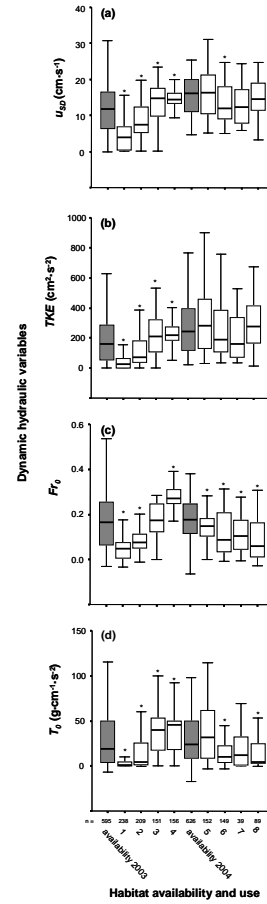 Dynamic hydraulic variables
(a)
u_SD (cm·s-1)
40
30
20
10
0
(b)
TKE (cm²·s-2)
1000
800
600
400
200
0
(c)
Fr_0
0.6
0.4
0.2
0.0
(d)
T_0 (g-cm-1·s-2)
150
100
50
0
n = 595 238 209 151 156 626 152 149 39 89
availability 2003 1 2 3 4 availability 2004 5 6 7 8
Habitat availability and use